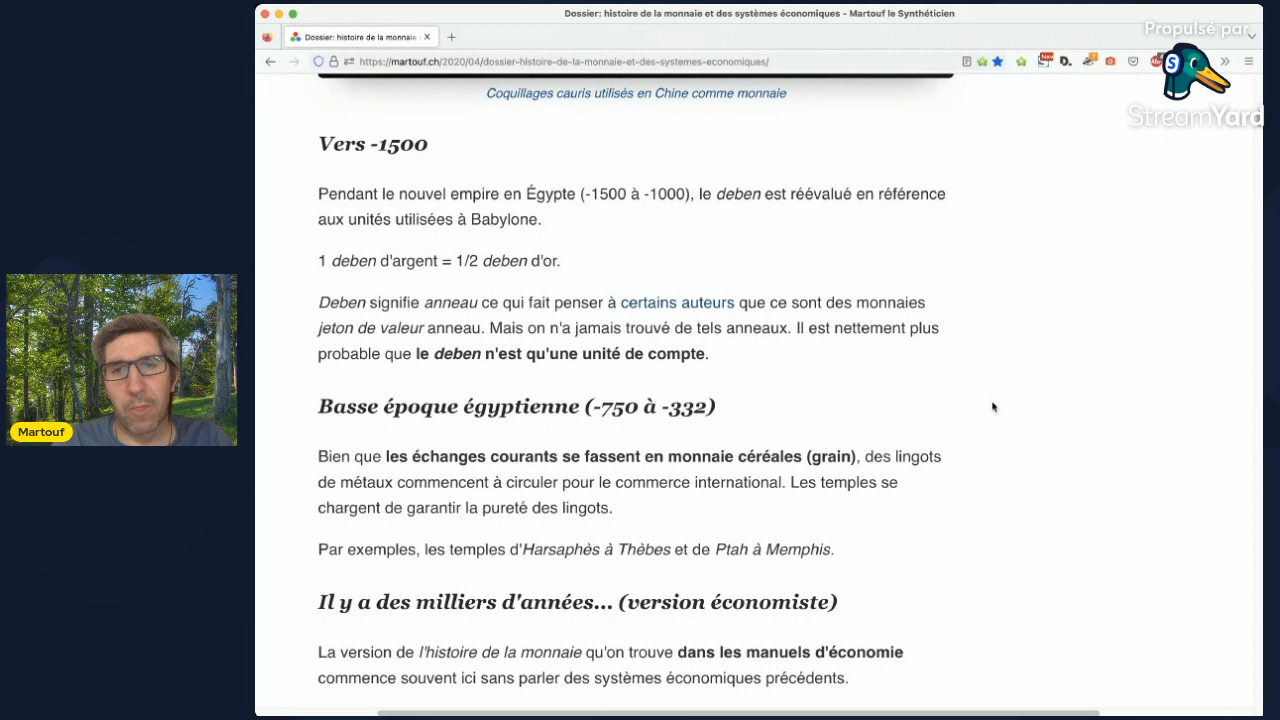 Dossier: histoire de la monnaie et des systèmes économiques - Martouf le Synthéticien
Dossier: histoire de la monnaie
https://martouf.ch/2020/04/dossier-histoire-de-la-monnaie-et-des-systemes-economiques/
Propulsé par
StreamYard
Coquillages cauris utilisés en Chine comme monnaie
Vers -1500
Pendant le nouvel empire en Égypte (-1500 à -1000), le deben est réévalué en référence
aux unités utilisées à Babylone.
1 deben d'argent = 1/2 deben d'or.
Deben signifie anneau ce qui fait penser à certains auteurs que ce sont des monnaies
jeton de valeur anneau. Mais on n'a jamais trouvé de tels anneaux. Il est nettement plus
probable que le deben n'est qu'une unité de compte.
Martouf
Basse époque égyptienne (-750 à -332)
Bien que les échanges courants se fassent en monnaie céréales (grain), des lingots
de métaux commencent à circuler pour le commerce international. Les temples se
chargent de garantir la pureté des lingots.
Par exemples, les temples d'Harsaphès à Thèbes et de Ptah à Memphis.
Il y a des milliers d'années... (version économiste)
La version de l'histoire de la monnaie qu'on trouve dans les manuels d'économie
commence souvent ici sans parler des systèmes économiques précédents.